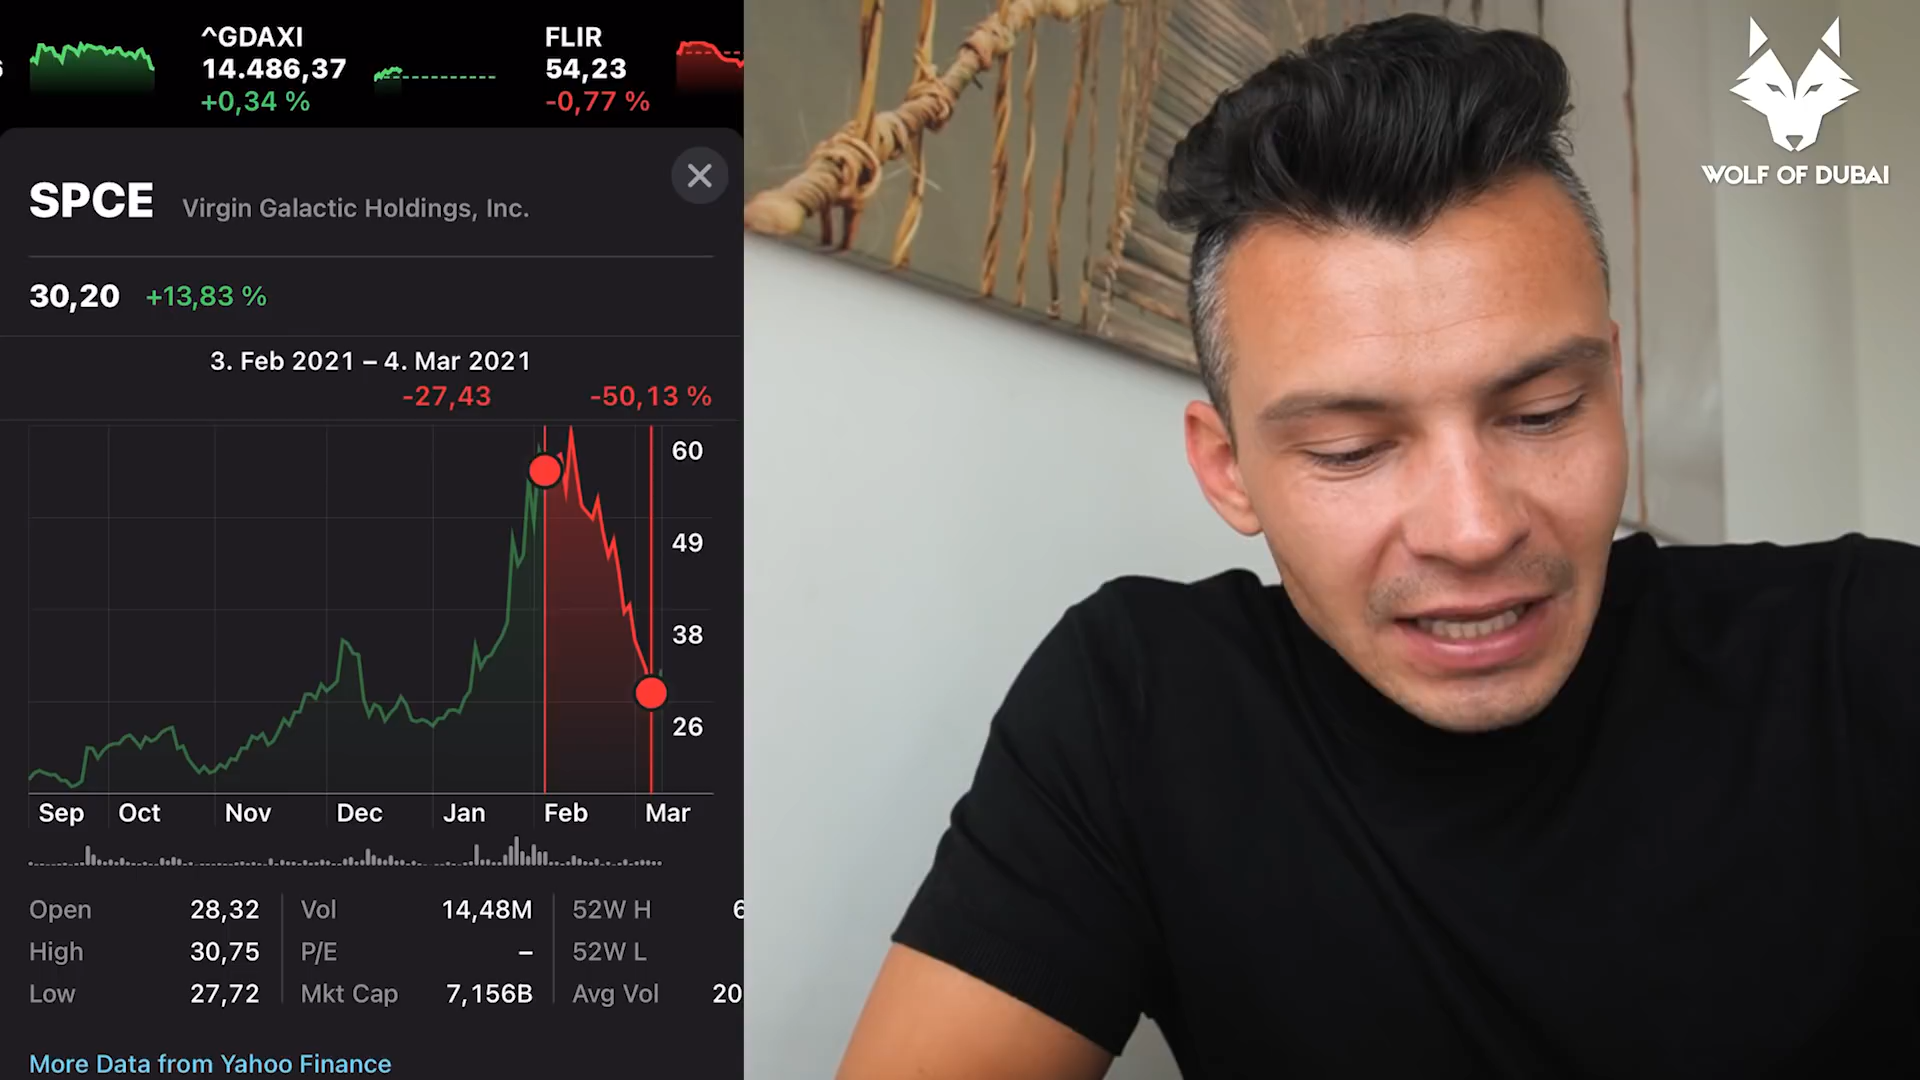 ^GDAXI
14.486,37
+0,34 %
FLIR
54,23
-0,77 %
WOLF OF DUBAI
SPCE Virgin Galactic Holdings, Inc.
30,20 +13,83 %
3. Feb 2021 – 4. Mar 2021
-27,43 -50,13 %
60
49
38
26
Sep Oct Nov Dec Jan Feb Mar
Open 28,32 Vol 14,48M 52W H
High 30,75 P/E – 52W L
Low 27,72 Mkt Cap 7,156B Avg Vol 20
More Data from Yahoo Finance